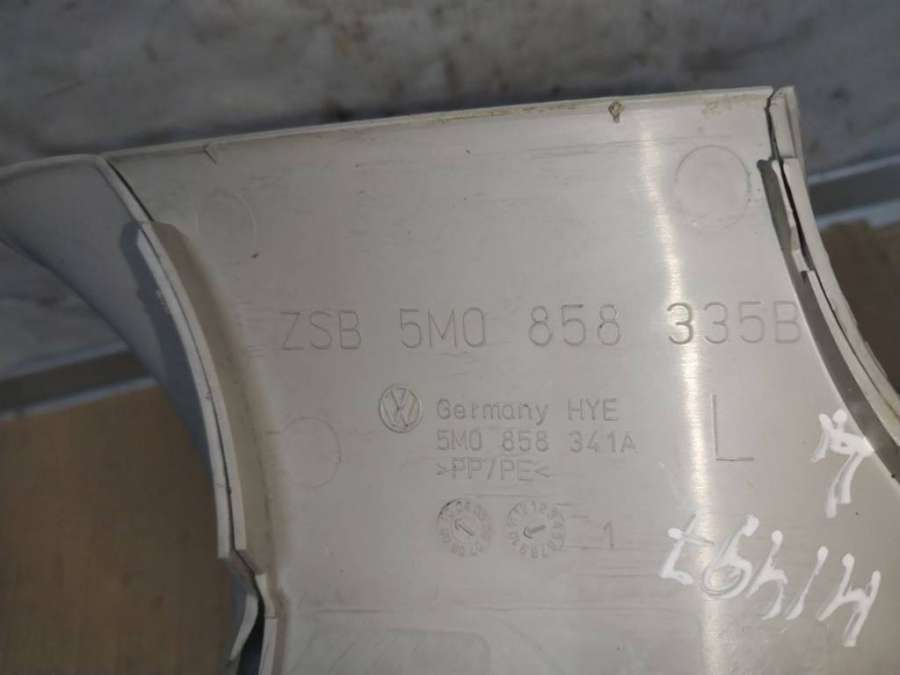 ZSB 5M0 858 335B
Germany HYE
5M0 858 341A
>PP/PE<
L
1